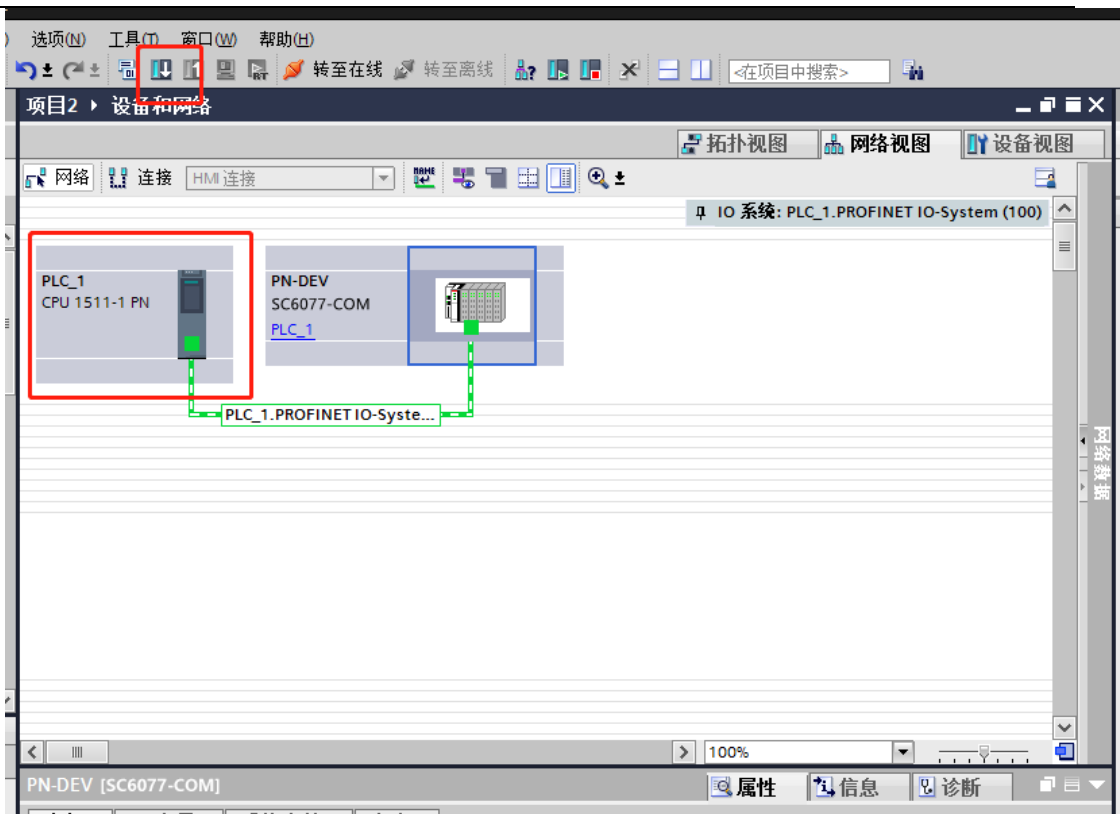 选项(N) 工具(T) 窗口(W) 帮助(H)
转至在线 转至离线 <在项目中搜索>
项目2 设备和网络
拓扑视图 网络视图 设备视图
网络 连接 HMI 连接
IO 系统: PLC_1.PROFINET IO-System (100)
PLC_1
CPU 1511-1 PN
PN-DEV
SC6077-COM
PLC_1
PLC_1.PROFINET IO-Syste...
网络数据
100%
PN-DEV [SC6077-COM]
属性 信息 诊断